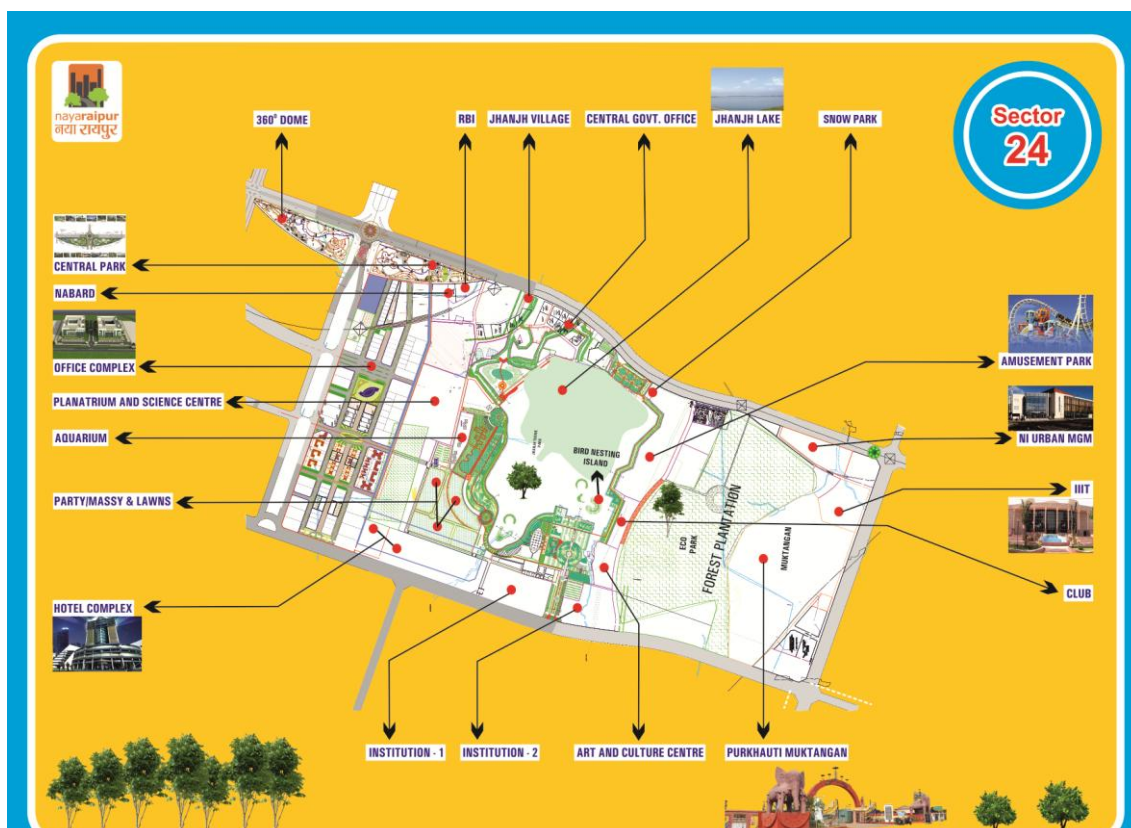 nayaraipur
नया रायपुर
Sector
24
360° DOME
RBI
JHANJH VILLAGE
CENTRAL GOVT. OFFICE
JHANJH LAKE
SNOW PARK
CENTRAL PARK
NABARD
OFFICE COMPLEX
PLANATRIUM AND SCIENCE CENTRE
AQUARIUM
PARTY/MASSY & LAWNS
HOTEL COMPLEX
AMUSEMENT PARK
NI URBAN MGM
IIIT
CLUB
BIRD NESTING
ISLAND
ECO
PARK
FOREST PLANTATION
MUKTANGAN
INSTITUTION - 1
INSTITUTION - 2
ART AND CULTURE CENTRE
PURKHAUTI MUKTANGAN